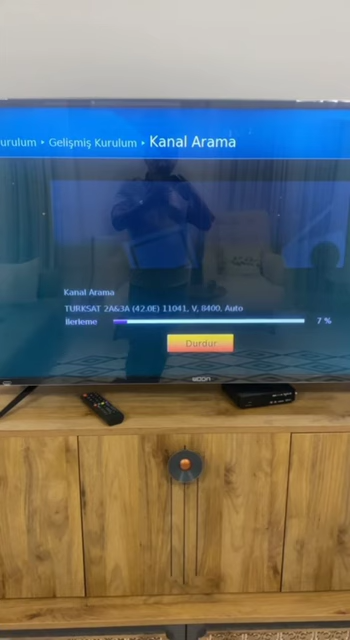 urulum ▸ Gelişmiş Kurulum ▸ Kanal Arama
Kanal Arama
TURKSAT 2A&3A (42.0E) 11041, V, 8400, Auto
İlerleme 7 %
Durdur